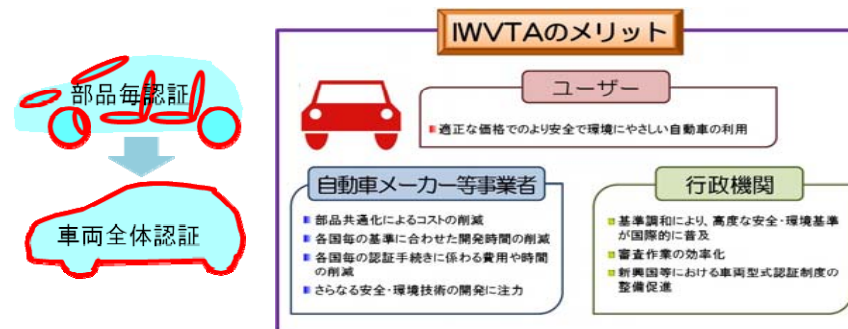 部品毎認証
車両全体認証
IWVTAのメリット
ユーザー
適正な価格でのより安全で環境にやさしい自動車の利用
自動車メーカー等事業者
部品共通化によるコストの削減
各国毎の基準に合わせた開発時間の削減
各国毎の認証手続きに係わる費用や時間
の削減
さらなる安全・環境技術の開発に注力
行政機関
基準調和により、高度な安全・環境基準
が国際的に普及
審査作業の効率化
新興国等における車両型式認証制度の
整備促進